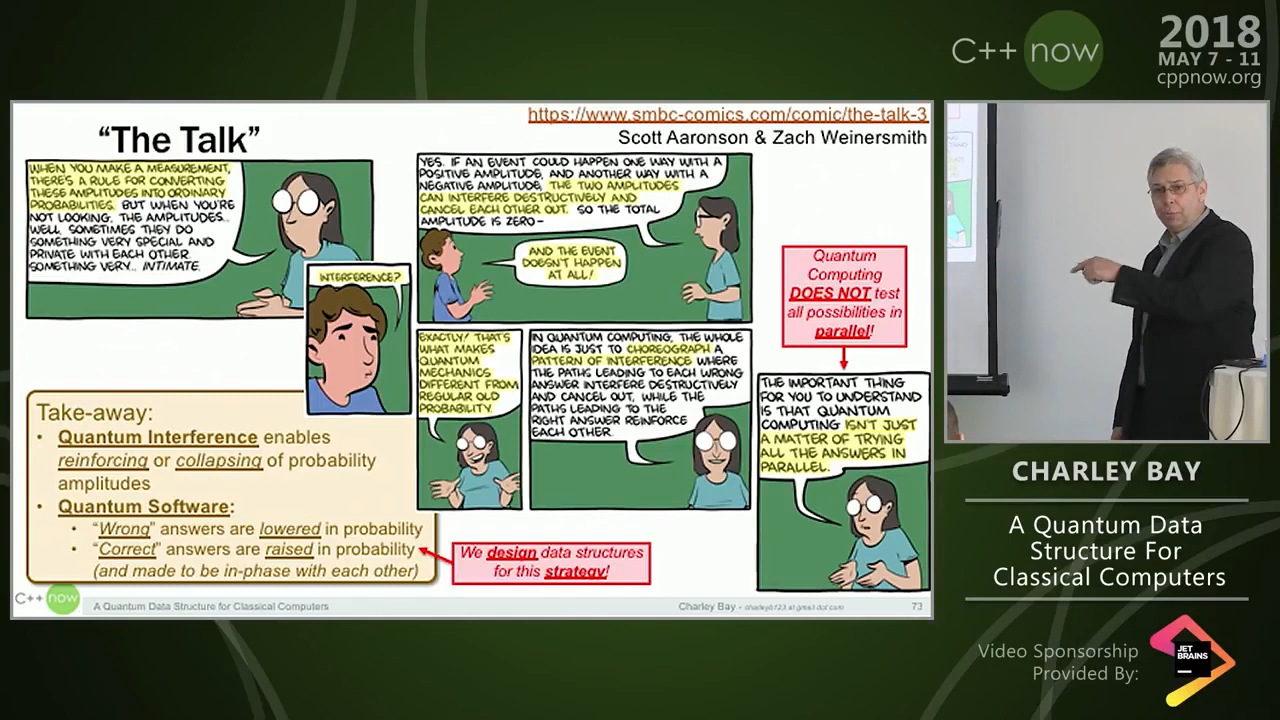 C++ now
2018
MAY 7 - 11
cppnow.org
https://www.smbc-comics.com/comic/the-talk-3
"The Talk"
Scott Aaronson & Zach Weinersmith
WHEN YOU MAKE A MEASUREMENT,
THERE'S A RULE FOR CONVERTING
THESE AMPLITUDES INTO ORDINARY
PROBABILITIES. BUT WHEN YOU'RE
NOT LOOKING, THE AMPLITUDES..
WELL, SOMETIMES THEY DO
SOMETHING VERY SPECIAL AND
PRIVATE WITH EACH OTHER.
SOMETHING VERY... INTIMATE.
INTERFERENCE?
YES. IF AN EVENT COULD HAPPEN ONE WAY WITH A
POSITIVE AMPLITUDE, AND ANOTHER WAY WITH A
NEGATIVE AMPLITUDE, THE TWO AMPLITUDES
CAN INTERFERE DESTRUCTIVELY AND
CANCEL EACH OTHER OUT. SO THE TOTAL
AMPLITUDE IS ZERO-
AND THE EVENT
DOESN'T HAPPEN
AT ALL!
EXACTLY! THAT'S
WHAT MAKES
QUANTUM
MECHANICS
DIFFERENT FROM
REGULAR OLD
PROBABILITY.
IN QUANTUM COMPUTING, THE WHOLE
IDEA IS JUST TO CHOREOGRAPH A
PATTERN OF INTERFERENCE WHERE
THE PATHS LEADING TO EACH WRONG
ANSWER INTERFERE DESTRUCTIVELY
AND CANCEL OUT, WHILE THE
PATHS LEADING TO THE
RIGHT ANSWER REINFORCE
EACH OTHER.
Quantum
Computing
DOES NOT test
all possibilities in
parallel!
THE IMPORTANT THING
FOR YOU TO UNDERSTAND
IS THAT QUANTUM
COMPUTING ISN'T JUST
A MATTER OF TRYING
ALL THE ANSWERS IN
PARALLEL.
Take-away:
• Quantum Interference enables
reinforcing or collapsing of probability
amplitudes
• Quantum Software:
• "Wrong" answers are lowered in probability
• "Correct" answers are raised in probability
(and made to be in-phase with each other)
We design data structures
for this strategy!
C++ now
A Quantum Data Structure for Classical Computers
Charley Bay - charleyb123 at gmail dot com
73
CHARLEY BAY
A Quantum Data
Structure For
Classical Computers
Video Sponsorship
Provided By:
JET
BRAINS